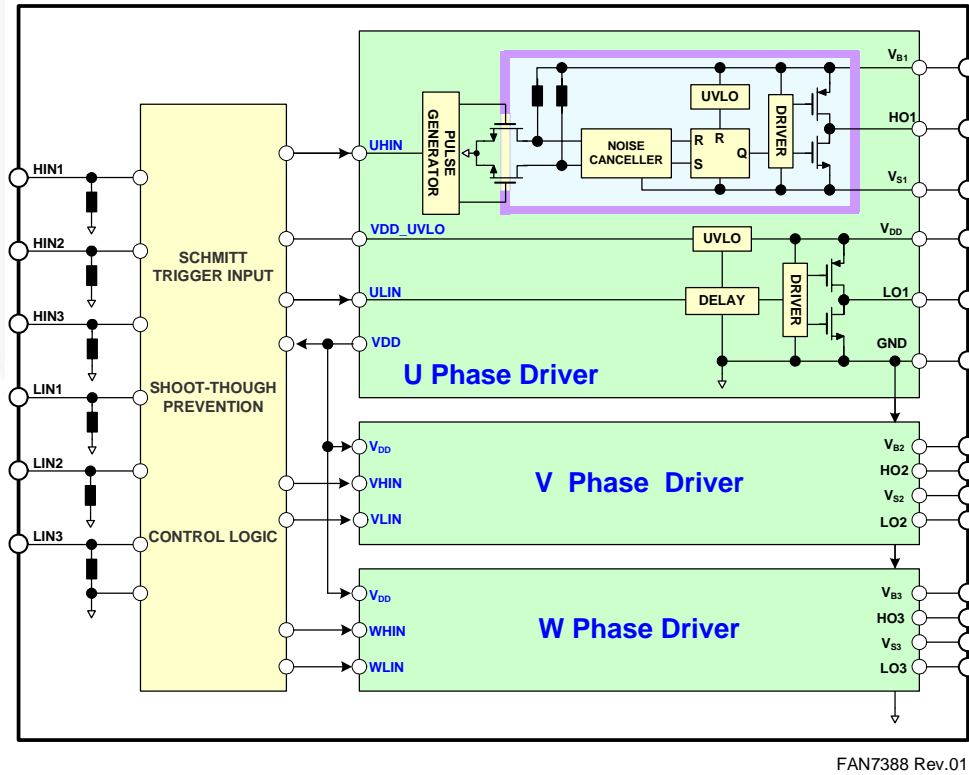 HIN1
HIN2
HIN3
LIN1
LIN2
LIN3
SCHMITT
TRIGGER INPUT
SHOOT-THOUGH
PREVENTION
CONTROL LOGIC
UHIN
VDD_UVLO
ULIN
VDD
PULSE
GENERATOR
NOISE
CANCELLER
UVLO
R
R
S
Q
DRIVER
VB1
HO1
VS1
UVLO
DELAY
DRIVER
VDD
LO1
GND
U Phase Driver
VDD
VHIN
VLIN
V Phase Driver
VB2
HO2
VS2
LO2
VDD
WHIN
WLIN
W Phase Driver
VB3
HO3
VS3
LO3
FAN7388 Rev.01